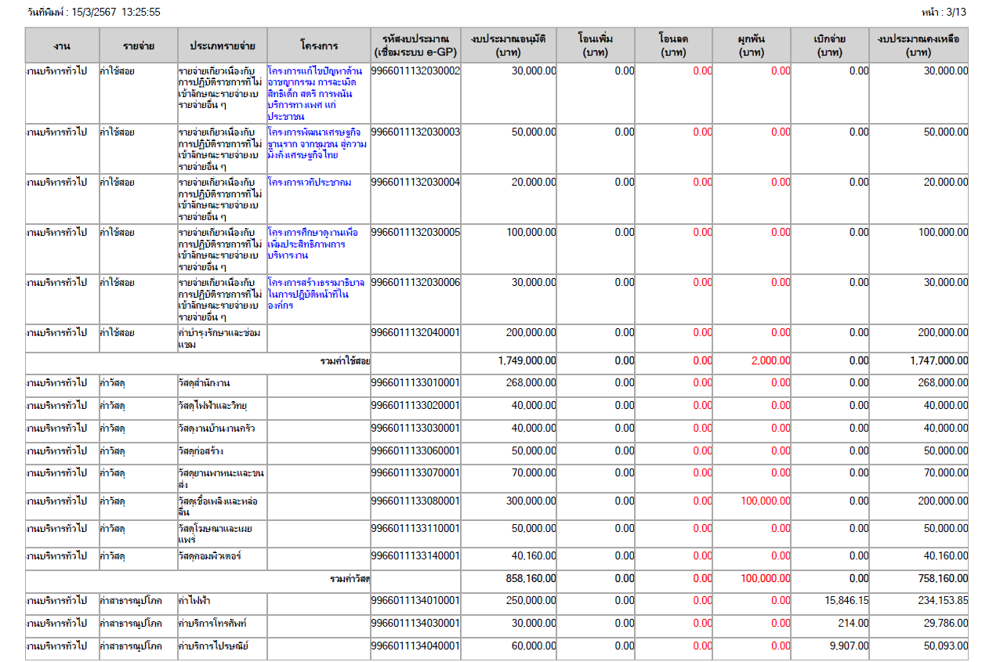 วันที่พิมพ์ : 15/3/2567 13:25:55
หน้า : 3/13
งาน รายจ่าย ประเภทรายจ่าย โครงการ รหัสงบประมาณ (เชื่อมระบบ e-GP) งบประมาณอนุมัติ (บาท) โอนเพิ่ม (บาท) โอนลด (บาท) ผูกพัน (บาท) เบิกจ่าย (บาท) งบประมาณคงเหลือ (บาท)
งานบริหารทั่วไป ค่าใช้สอย รายจ่ายเกี่ยวเนื่องกับ โครงการแก้ไขปัญหาด้าน 9966011132030002 30,000.00 0.00 0.00 0.00 0.00 30,000.00
การปฏิบัติราชการที่ไม่ อาชญากรรม การละเมิด
เข้าลักษณะรายจ่ายงบ สิทธิเด็ก สตรี การพนัน
รายจ่ายอื่น ๆ บริการทางเพศ แก่
ประชาชน
งานบริหารทั่วไป ค่าใช้สอย รายจ่ายเกี่ยวเนื่องกับ โครงการพัฒนาเศรษฐกิจ 9966011132030003 50,000.00 0.00 0.00 0.00 0.00 50,000.00
การปฏิบัติราชการที่ไม่ ฐานราก จากชุมชน สู่ความ
เข้าลักษณะรายจ่ายงบ มั่งคั่งเศรษฐกิจไทย
รายจ่ายอื่น ๆ
งานบริหารทั่วไป ค่าใช้สอย รายจ่ายเกี่ยวเนื่องกับ โครงการเวทีประชาคม 9966011132030004 20,000.00 0.00 0.00 0.00 0.00 20,000.00
การปฏิบัติราชการที่ไม่
เข้าลักษณะรายจ่ายงบ
รายจ่ายอื่น ๆ
งานบริหารทั่วไป ค่าใช้สอย รายจ่ายเกี่ยวเนื่องกับ โครงการศึกษาดูงานเพื่อ 9966011132030005 100,000.00 0.00 0.00 0.00 0.00 100,000.00
การปฏิบัติราชการที่ไม่ เพิ่มประสิทธิภาพการ
เข้าลักษณะรายจ่ายงบ บริหารงาน
รายจ่ายอื่น ๆ
งานบริหารทั่วไป ค่าใช้สอย รายจ่ายเกี่ยวเนื่องกับ โครงการสร้างธรรมาธิบาล 9966011132030006 30,000.00 0.00 0.00 0.00 0.00 30,000.00
การปฏิบัติราชการที่ไม่ ในการปฏิบัติหน้าที่ใน
เข้าลักษณะรายจ่ายงบ องค์กร
รายจ่ายอื่น ๆ
งานบริหารทั่วไป ค่าใช้สอย ค่าบำรุงรักษาและซ่อม 9966011132040001 200,000.00 0.00 0.00 0.00 0.00 200,000.00
แซม
รวมค่าใช้สอย 1,749,000.00 0.00 0.00 2,000.00 0.00 1,747,000.00
งานบริหารทั่วไป ค่าวัสดุ วัสดุสำนักงาน 9966011133010001 268,000.00 0.00 0.00 0.00 0.00 268,000.00
งานบริหารทั่วไป ค่าวัสดุ วัสดุไฟฟ้าและวิทยุ 9966011133020001 40,000.00 0.00 0.00 0.00 0.00 40,000.00
งานบริหารทั่วไป ค่าวัสดุ วัสดุงานบ้านงานครัว 9966011133030001 40,000.00 0.00 0.00 0.00 0.00 40,000.00
งานบริหารทั่วไป ค่าวัสดุ วัสดุก่อสร้าง 9966011133060001 50,000.00 0.00 0.00 0.00 0.00 50,000.00
งานบริหารทั่วไป ค่าวัสดุ วัสดุยานพาหนะและขน 9966011133070001 70,000.00 0.00 0.00 0.00 0.00 70,000.00
ส่ง
งานบริหารทั่วไป ค่าวัสดุ วัสดุเชื้อเพลิงและหล่อ 9966011133080001 300,000.00 0.00 0.00 100,000.00 0.00 200,000.00
ลื่น
งานบริหารทั่วไป ค่าวัสดุ วัสดุโฆษณาและเผย 9966011133110001 50,000.00 0.00 0.00 0.00 0.00 50,000.00
แพร่
งานบริหารทั่วไป ค่าวัสดุ วัสดุคอมพิวเตอร์ 9966011133140001 40,160.00 0.00 0.00 0.00 0.00 40,160.00
รวมค่าวัสดุ 858,160.00 0.00 0.00 100,000.00 0.00 758,160.00
งานบริหารทั่วไป ค่าสาธารณูปโภค ค่าไฟฟ้า 9966011134010001 250,000.00 0.00 0.00 0.00 15,846.15 234,153.85
งานบริหารทั่วไป ค่าสาธารณูปโภค ค่าบริการโทรศัพท์ 9966011134030001 30,000.00 0.00 0.00 0.00 214.00 29,786.00
งานบริหารทั่วไป ค่าสาธารณูปโภค ค่าบริการไปรษณีย์ 9966011134040001 60,000.00 0.00 0.00 0.00 9,907.00 50,093.00